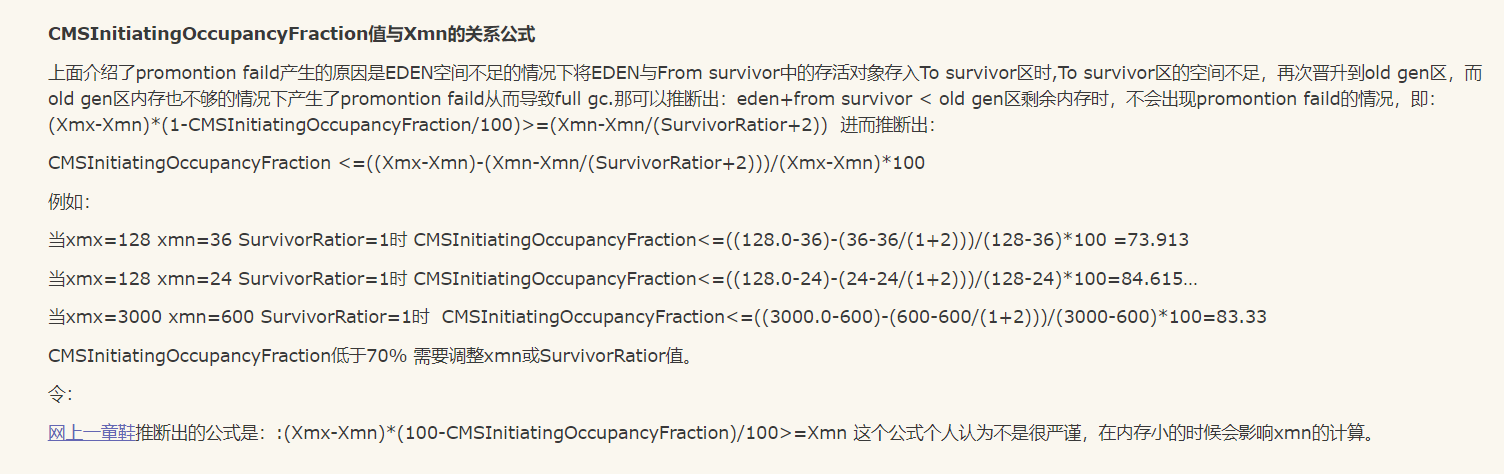 CMSInitiatingOccupancyFraction值与Xmn的关系公式
上面介绍了promontion faild产生的原因是EDEN空间不足的情况下将EDEN与From survivor中的存活对象存入To survivor区时,To survivor区的空间不足，再次晋升到old gen区，而
old gen区内存也不够的情况下产生了promontion faild从而导致full gc.那可以推断出：eden+from survivor < old gen区剩余内存时，不会出现promontion faild的情况，即：
(Xmx-Xmn)*(1-CMSInitiatingOccupancyFraction/100)>=(Xmn-Xmn/(SurvivorRatior+2)) 进而推断出：
CMSInitiatingOccupancyFraction <=((Xmx-Xmn)-(Xmn-Xmn/(SurvivorRatior+2)))/(Xmx-Xmn)*100
例如：
当xmx=128 xmn=36 SurvivorRatior=1时 CMSInitiatingOccupancyFraction<=((128.0-36)-(36-36/(1+2)))/(128-36)*100 =73.913
当xmx=128 xmn=24 SurvivorRatior=1时 CMSInitiatingOccupancyFraction<=((128.0-24)-(24-24/(1+2)))/(128-24)*100=84.615…
当xmx=3000 xmn=600 SurvivorRatior=1时 CMSInitiatingOccupancyFraction<=((3000.0-600)-(600-600/(1+2)))/(3000-600)*100=83.33
CMSInitiatingOccupancyFraction低于70% 需要调整xmn或SurvivorRatior值。
令：
网上一童鞋推断出的公式是：:(Xmx-Xmn)*(100-CMSInitiatingOccupancyFraction)/100>=Xmn 这个公式个人认为不是很严谨，在内存小的时候会影响xmn的计算。